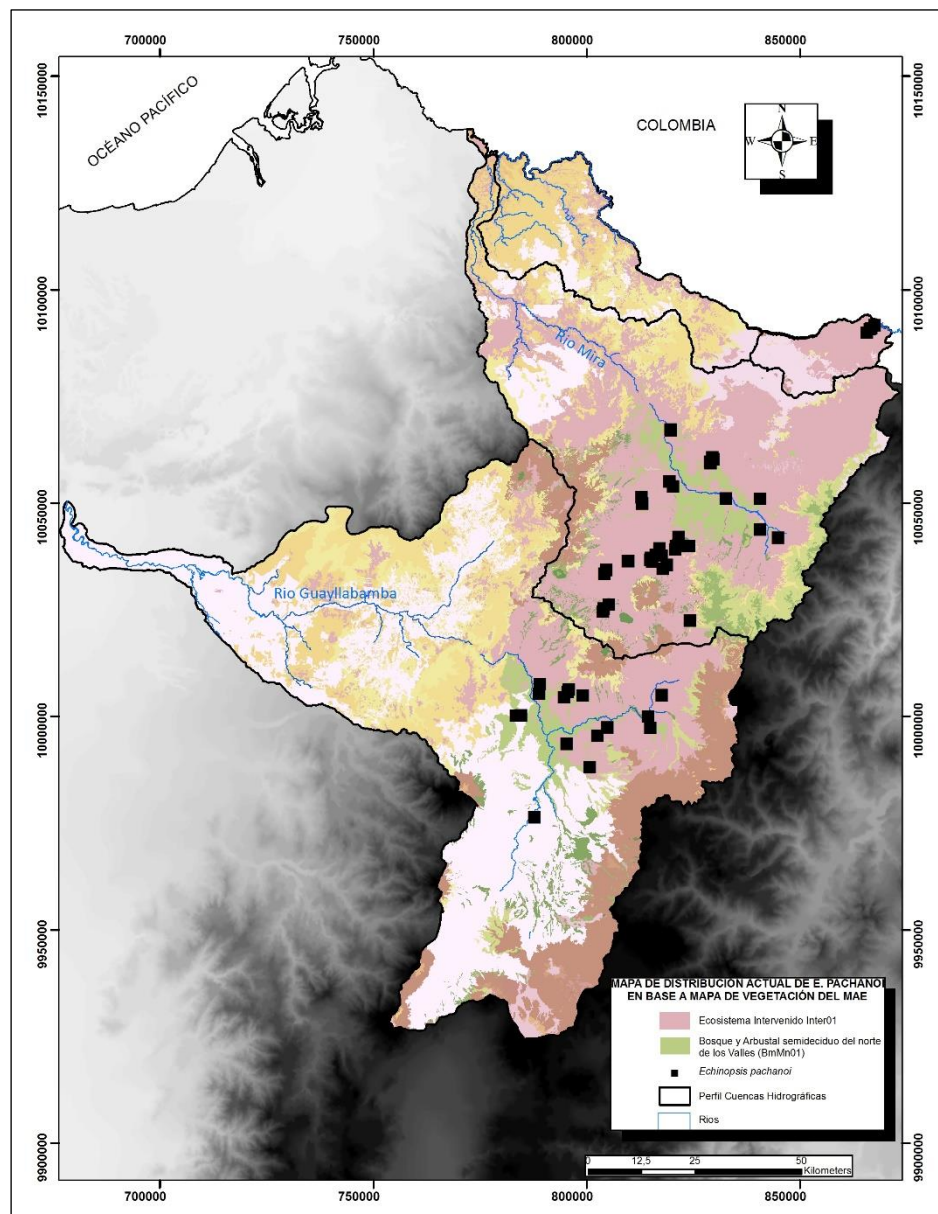 700000 750000 800000 850000
10150000 10150000
OCÉANO PACÍFICO
COLOMBIA
N
W E
S
10100000 10100000
Rio Mira
10050000 10050000
Rio Guayllabamba
10000000 10000000
9950000 9950000
MAPA DE DISTRIBUCIÓN ACTUAL DE E. PACHANOI
EN BASE A MAPA DE VEGETACIÓN DEL MAE
Ecosistema Intervenido Inter01
Bosque y Arbustal semideciduo del norte
de los Valles (BmMn01)
Echinopsis pachanoi
Perfil Cuencas Hidrográficas
Rios
9900000 9900000
0 12,5 25 50
Kilometers
700000 750000 800000 850000